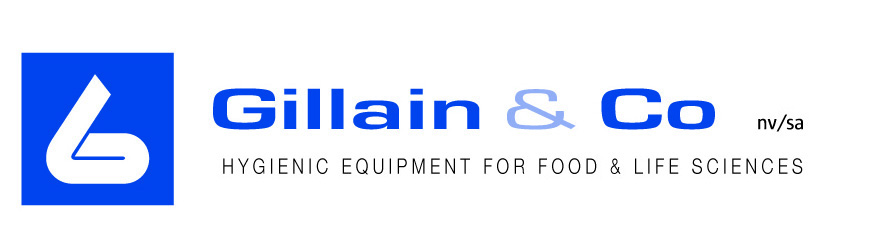 Gillain & Co nv/sa
HYGIENIC EQUIPMENT FOR FOOD & LIFE SCIENCES